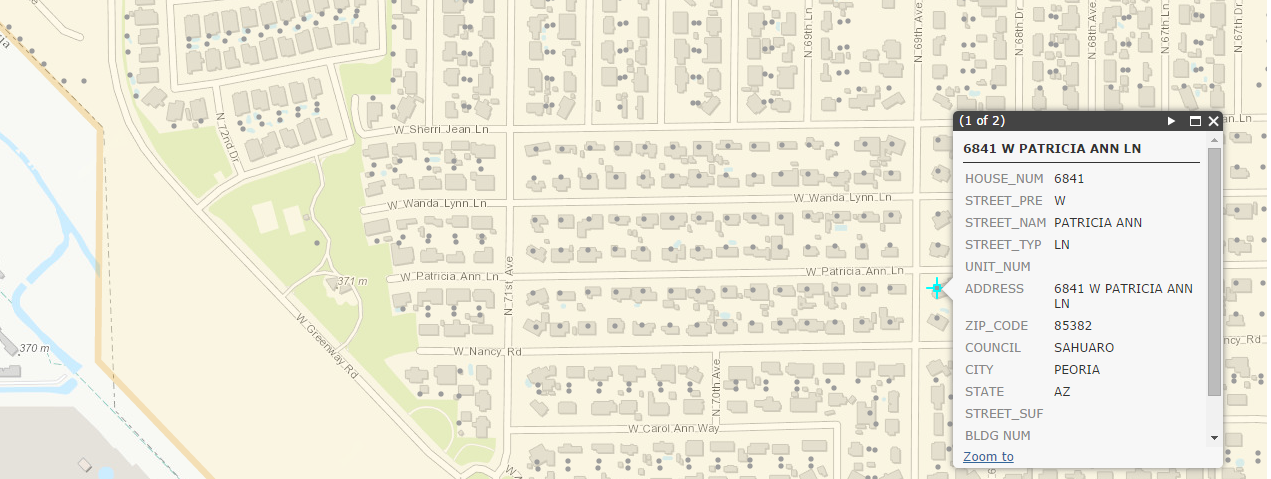 N 69th Ln
N 69th Ave
N 68th Dr
N 68th Ave
N 67th Ln
N 67th Dr
N 72nd Dr
W Sherri Jean Ln
W Wanda Lynn Ln
W Wanda Lynn Ln
W Patricia Ann Ln
W Patricia Ann Ln
371 m
N 71st Ave
W Greenway Rd
370 m
W Nancy Rd
N 70th Ave
W Carol Ann Way
(1 of 2)
6841 W PATRICIA ANN LN
HOUSE_NUM 6841
STREET_PRE W
STREET_NAM PATRICIA ANN
STREET_TYP LN
UNIT_NUM
ADDRESS 6841 W PATRICIA ANN
LN
ZIP_CODE 85382
COUNCIL SAHUARO
CITY PEORIA
STATE AZ
STREET_SUF
BLDG NUM
Zoom to